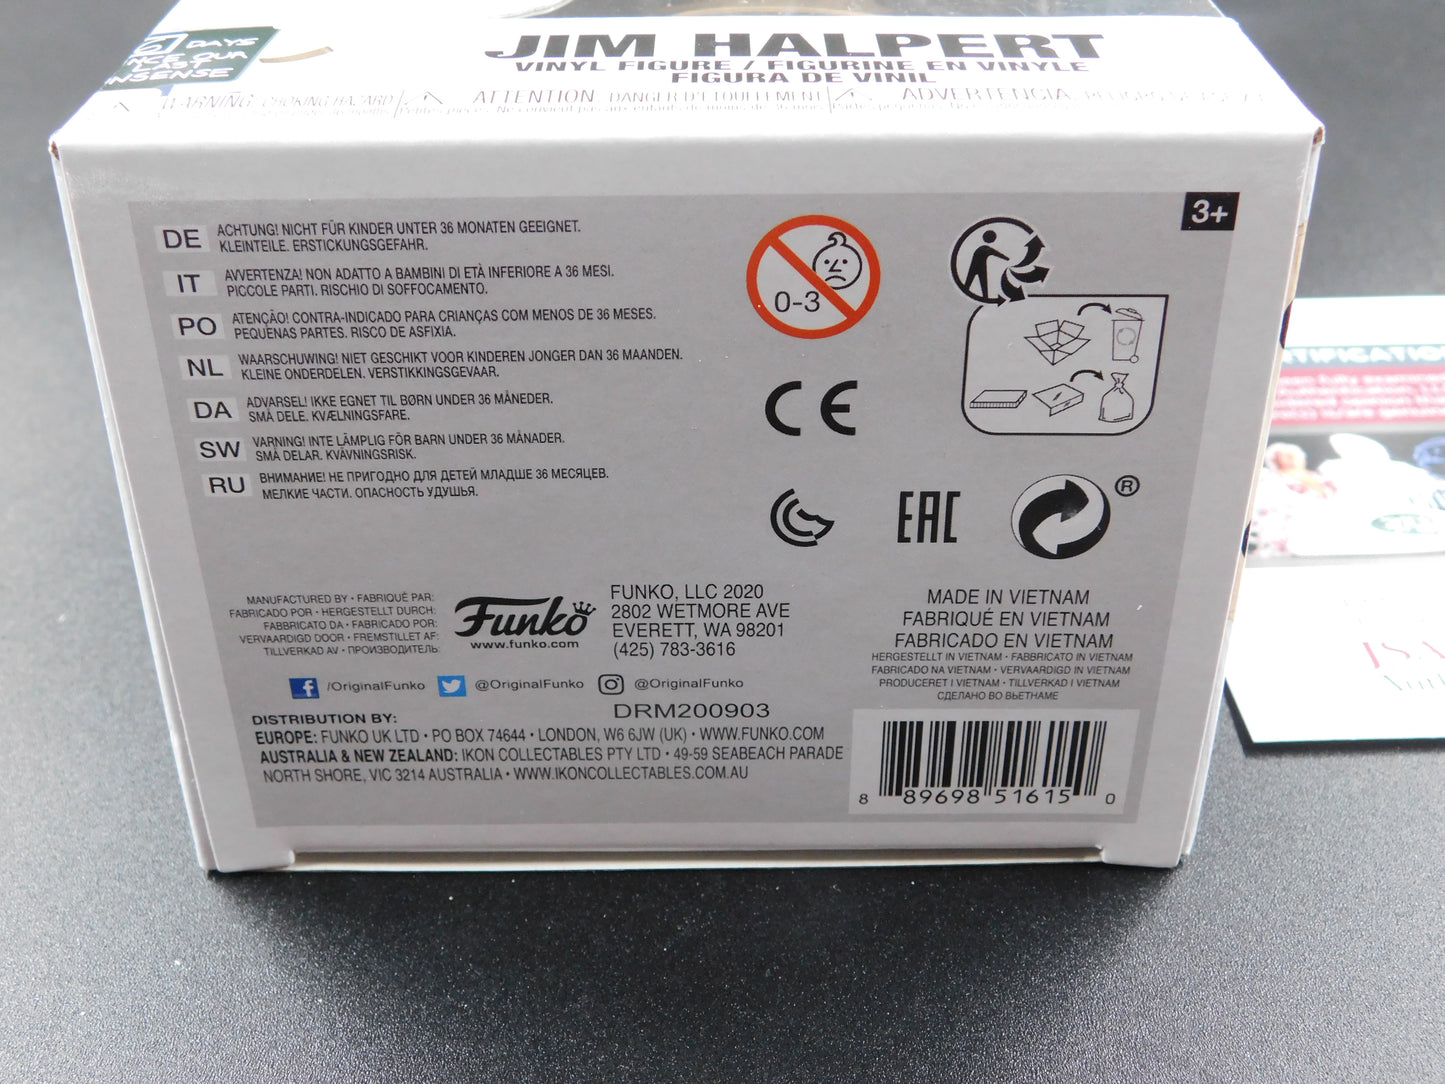 DAYS
LAST
JIM HALPERT
VINYL FIGURE / FIGURINE EN VINYLE
FIGURA DE VINIL
WARNING CHOKING HAZARD
ATTENTION DANGER D'ETOUFFEMENT
ADVERTENCIA
3+
DE
ACHTUNG! NICHT FÜR KINDER UNTER 36 MONATEN GEEIGNET.
KLEINTEILE. ERSTICKUNGSGEFAHR.
IT
AVVERTENZA! NON ADATTO A BAMBINI DI ETÀ INFERIORE A 36 MESI.
PICCOLE PARTI. RISCHIO DI SOFFOCAMENTO.
PO
ATENÇÃO! CONTRA-INDICADO PARA CRIANÇAS COM MENOS DE 36 MESES.
PEQUENAS PARTES. RISCO DE ASFIXIA.
NL
WAARSCHUWING! NIET GESCHIKT VOOR KINDEREN JONGER DAN 36 MAANDEN.
KLEINE ONDERDELEN. VERSTIKKINGSGEVAAR.
DA
ADVARSEL! IKKE EGNET TIL BØRN UNDER 36 MÅNEDER.
SMÅ DELE. KVÆLNINGSFARE.
SW
VARNING! INTE LÄMPLIG FÖR BARN UNDER 36 MÅNADER.
SMÅ DELAR. KVÄVNINGSRISK.
RU
ВНИМАНИЕ! НЕ ПРИГОДНО ДЛЯ ДЕТЕЙ МЛАДШЕ 36 МЕСЯЦЕВ.
МЕЛКИЕ ЧАСТИ. ОПАСНОСТЬ УДУШЬЯ.
0-3
CE
EAC
®
MANUFACTURED BY • FABRIQUÉ PAR:
FABRICADO POR • HERGESTELLT DURCH:
FABBRICATO DA • FABRICADO POR:
VERVAARDIGD DOOR • FREMSTILLET AF:
TILLVERKAD AV • ПРОИЗВОДИТЕЛЬ:
Funko
www.funko.com
FUNKO, LLC 2020
2802 WETMORE AVE
EVERETT, WA 98201
(425) 783-3616
MADE IN VIETNAM
FABRIQUÉ EN VIETNAM
FABRICADO EN VIETNAM
HERGESTELLT IN VIETNAM • FABBRICATO IN VIETNAM
FABRICADO NA VIETNAM • VERVAARDIGD IN VIETNAM
PRODUCERET I VIETNAM • TILLVERKAD I VIETNAM
СДЕЛАНО ВО ВЬЕТНАМЕ
/OriginalFunko @OriginalFunko @OriginalFunko
DRM200903
DISTRIBUTION BY:
EUROPE: FUNKO UK LTD • PO BOX 74644 • LONDON, W6 6JW (UK) • WWW.FUNKO.COM
AUSTRALIA & NEW ZEALAND: IKON COLLECTABLES PTY LTD • 49-59 SEABEACH PARADE
NORTH SHORE, VIC 3214 AUSTRALIA • WWW.IKONCOLLECTABLES.COM.AU
8 89698 51615 0